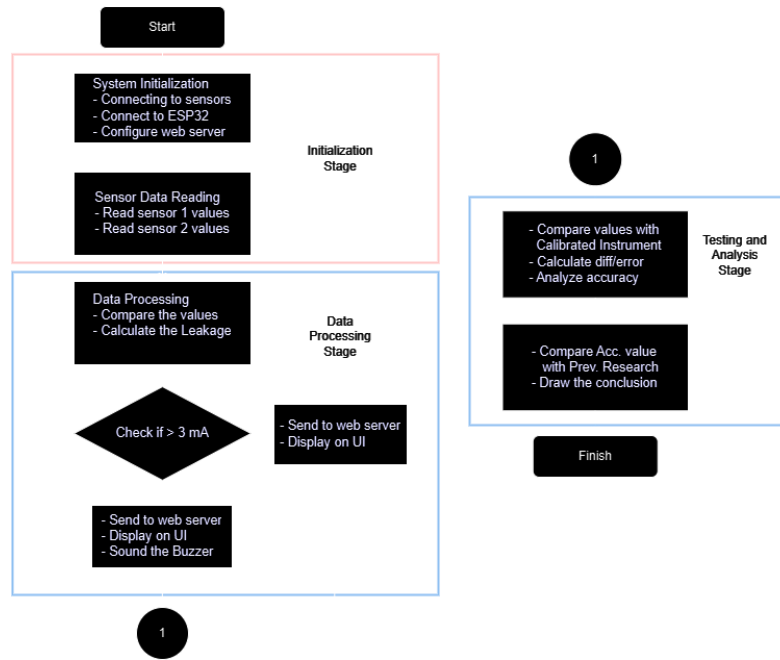 Start
System Initialization
- Connecting to sensors
- Connect to ESP32
- Configure web server
Initialization
Stage
Sensor Data Reading
- Read sensor 1 values
- Read sensor 2 values
Data Processing
- Compare the values
- Calculate the Leakage
Data
Processing
Stage
Check if > 3 mA
- Send to web server
- Display on UI
- Send to web server
- Display on UI
- Sound the Buzzer
1
1
- Compare values with
Calibrated Instrument
- Calculate diff/error
- Analyze accuracy
Testing and
Analysis
Stage
- Compare Acc. value
with Prev. Research
- Draw the conclusion
Finish